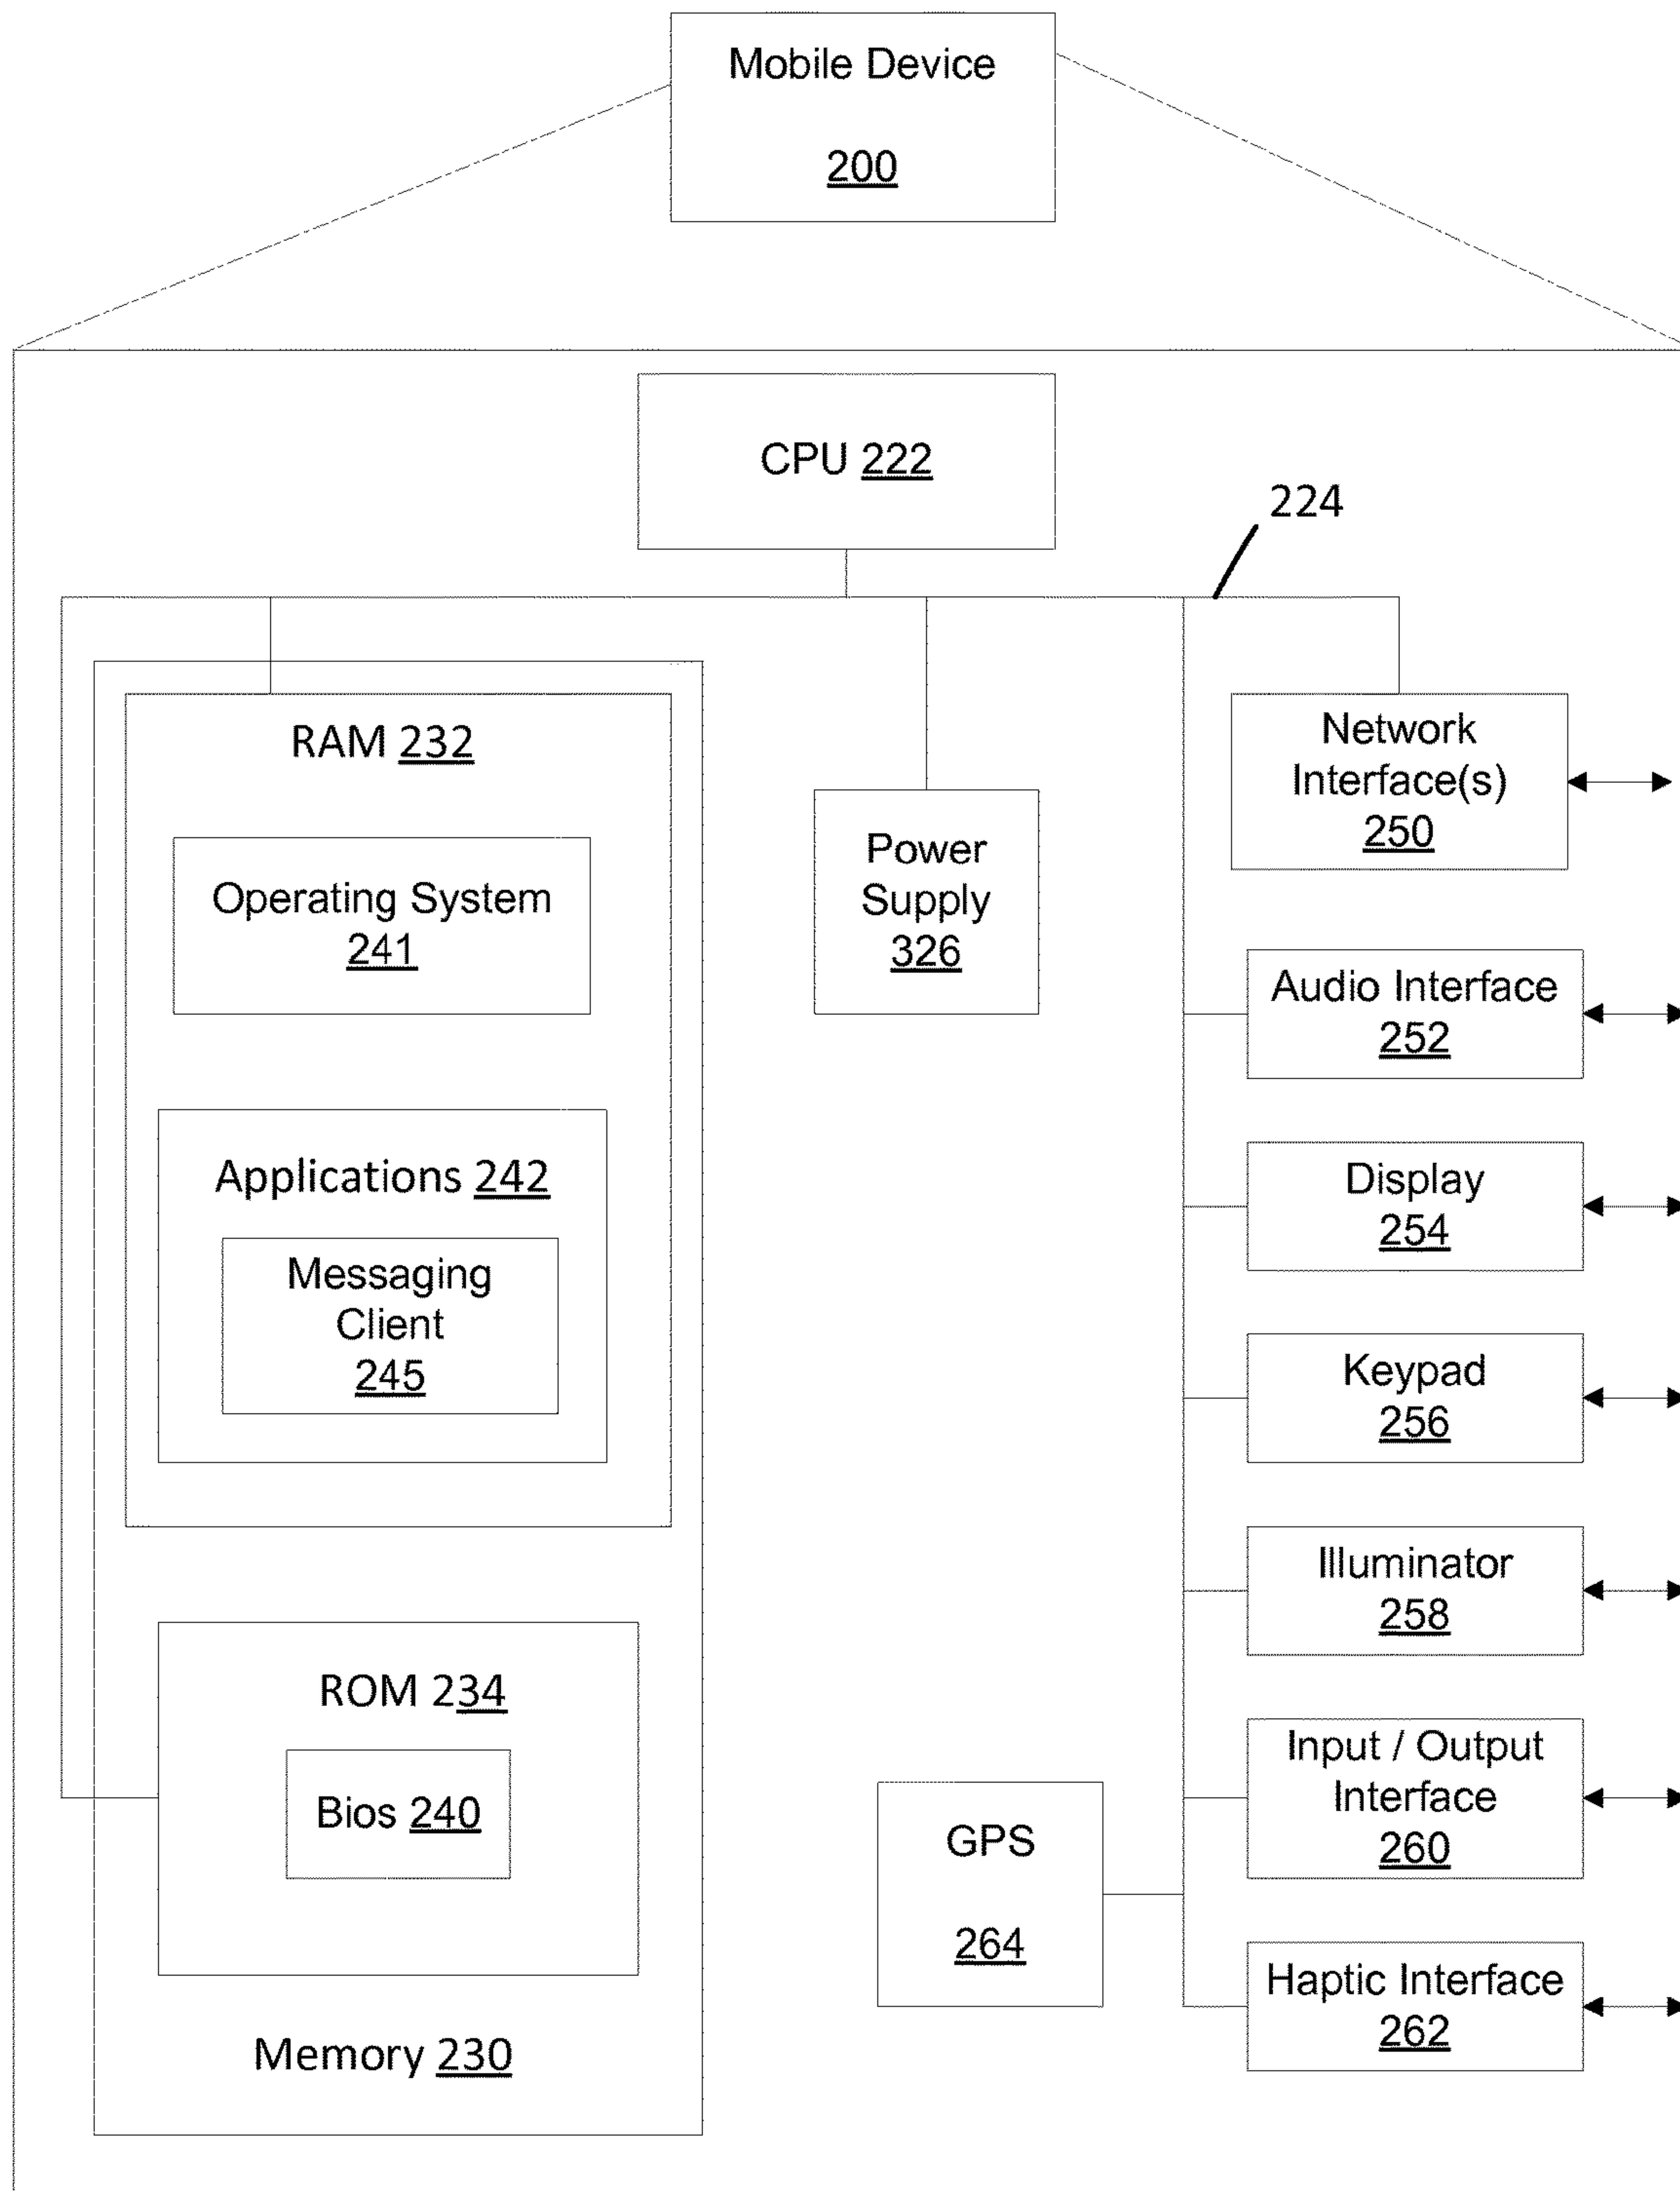 Mobile Device
200
CPU 222
224
RAM 232
Operating System
241
Applications 242
Messaging
Client
245
ROM 234
Bios 240
Memory 230
Power
Supply
326
GPS
264
Network
Interface(s)
250
Audio Interface
252
Display
254
Keypad
256
Illuminator
258
Input / Output
Interface
260
Haptic Interface
262